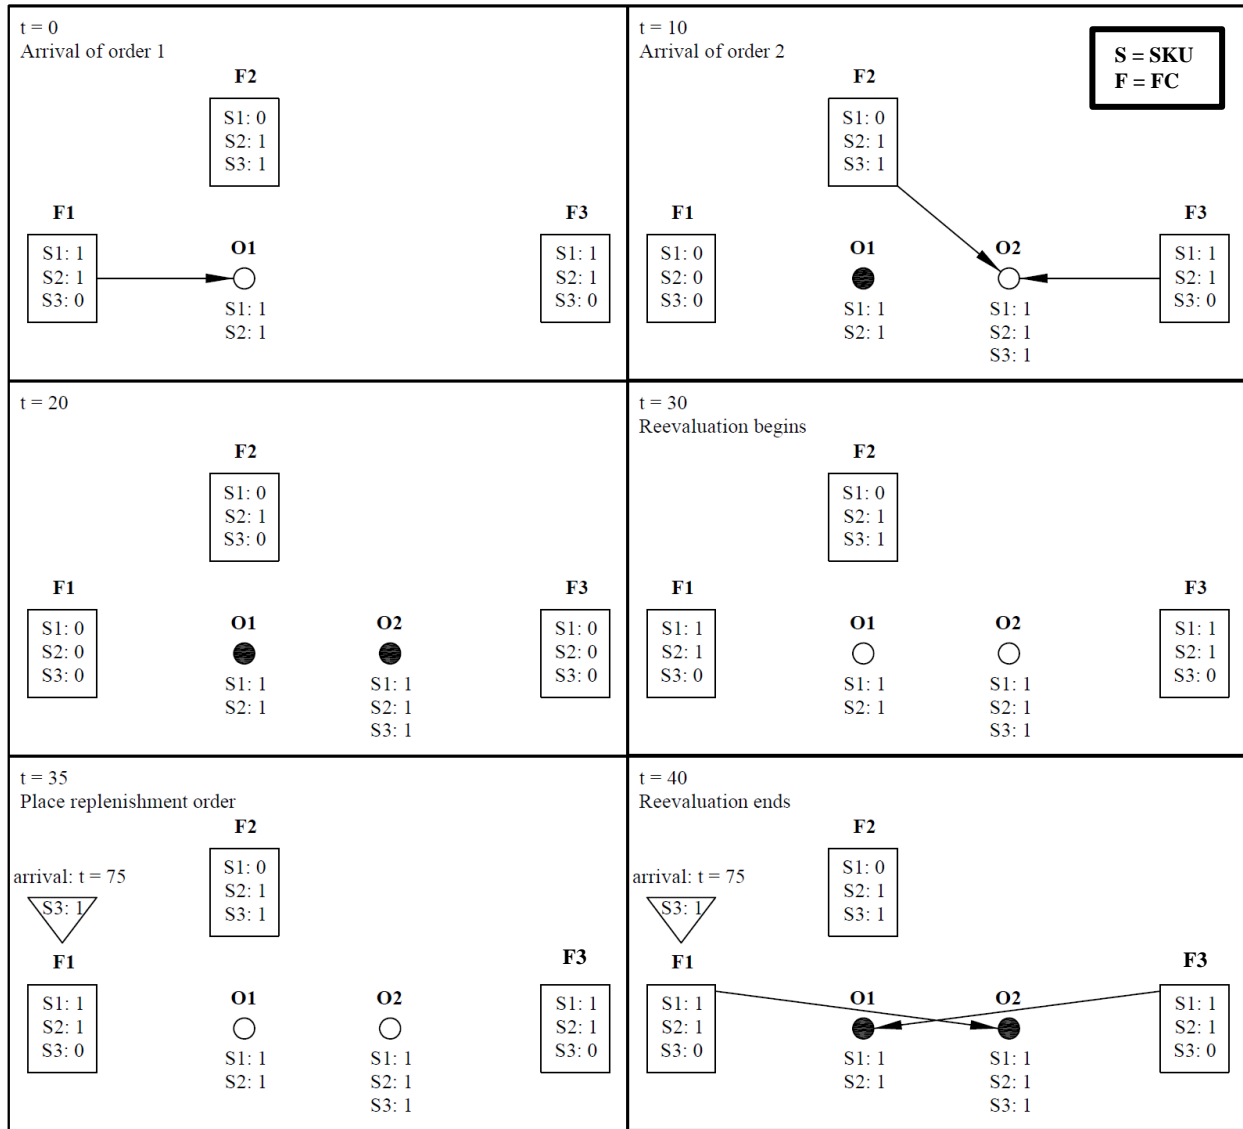 t = 0
Arrival of order 1
F2
S1: 0
S2: 1
S3: 1
F1
S1: 1
S2: 1
S3: 0
O1
S1: 1
S2: 1
F3
S1: 1
S2: 1
S3: 0
t = 10
Arrival of order 2
S = SKU
F = FC
F2
S1: 0
S2: 1
S3: 1
F1
S1: 0
S2: 0
S3: 0
O1
S1: 1
S2: 1
O2
S1: 1
S2: 1
S3: 1
F3
S1: 1
S2: 1
S3: 0
t = 20
F2
S1: 0
S2: 1
S3: 0
F1
S1: 0
S2: 0
S3: 0
O1
S1: 1
S2: 1
O2
S1: 1
S2: 1
S3: 1
F3
S1: 0
S2: 0
S3: 0
t = 30
Reevaluation begins
F2
S1: 0
S2: 1
S3: 1
F1
S1: 1
S2: 1
S3: 0
O1
S1: 1
S2: 1
O2
S1: 1
S2: 1
S3: 1
F3
S1: 1
S2: 1
S3: 0
t = 35
Place replenishment order
F2
S1: 0
S2: 1
S3: 1
arrival: t = 75
S3: 1
F1
S1: 1
S2: 1
S3: 0
O1
S1: 1
S2: 1
O2
S1: 1
S2: 1
S3: 1
F3
S1: 1
S2: 1
S3: 0
t = 40
Reevaluation ends
F2
S1: 0
S2: 1
S3: 1
arrival: t = 75
S3: 1
F1
S1: 1
S2: 1
S3: 0
O1
S1: 1
S2: 1
O2
S1: 1
S2: 1
S3: 1
F3
S1: 1
S2: 1
S3: 0